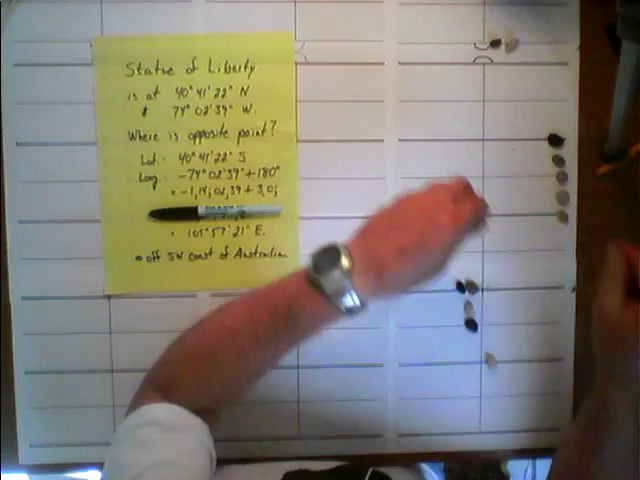 Statue of Liberty
is at 40° 41' 22" N
& 74° 02' 39" W.
Where is opposite point?
Lat: 40° 41' 22" S
Long: -74° 02' 39" + 180°
= -1,14; 02, 39 + 3,0;
= 105° 57' 21" E.
= off SW coast of Australia